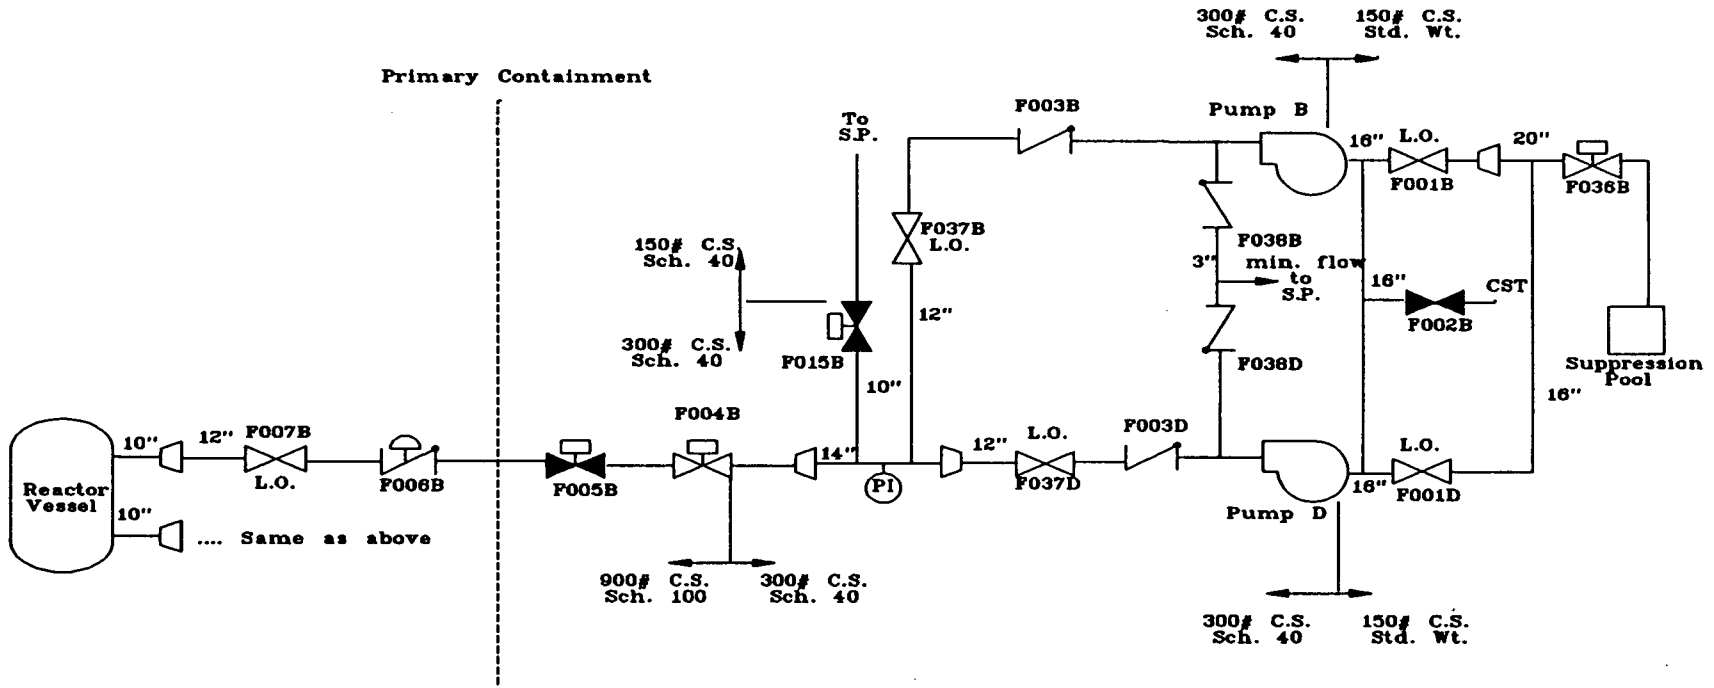 300# C.S.
Sch. 40
150# C.S.
Std. Wt.
Primary Containment
F003B
Pump B
To
S.P.
16"
L.O.
F001B
20"
F036B
F037B
L.O.
150# C.S.
Sch. 40
F038B
3"
min. flow
to
S.P.
16"
CST
F002B
12"
300# C.S.
Sch. 40
F015B
F038D
Suppression
Pool
10"
16"
F004B
10"
12"
F007B
L.O.
F006B
F005B
14"
PI
12"
L.O.
F037D
F003D
16"
L.O.
F001D
Pump D
Reactor
Vessel
10"
.... Same as above
900# C.S.
Sch. 100
300# C.S.
Sch. 40
300# C.S.
Sch. 40
150# C.S.
Std. Wt.